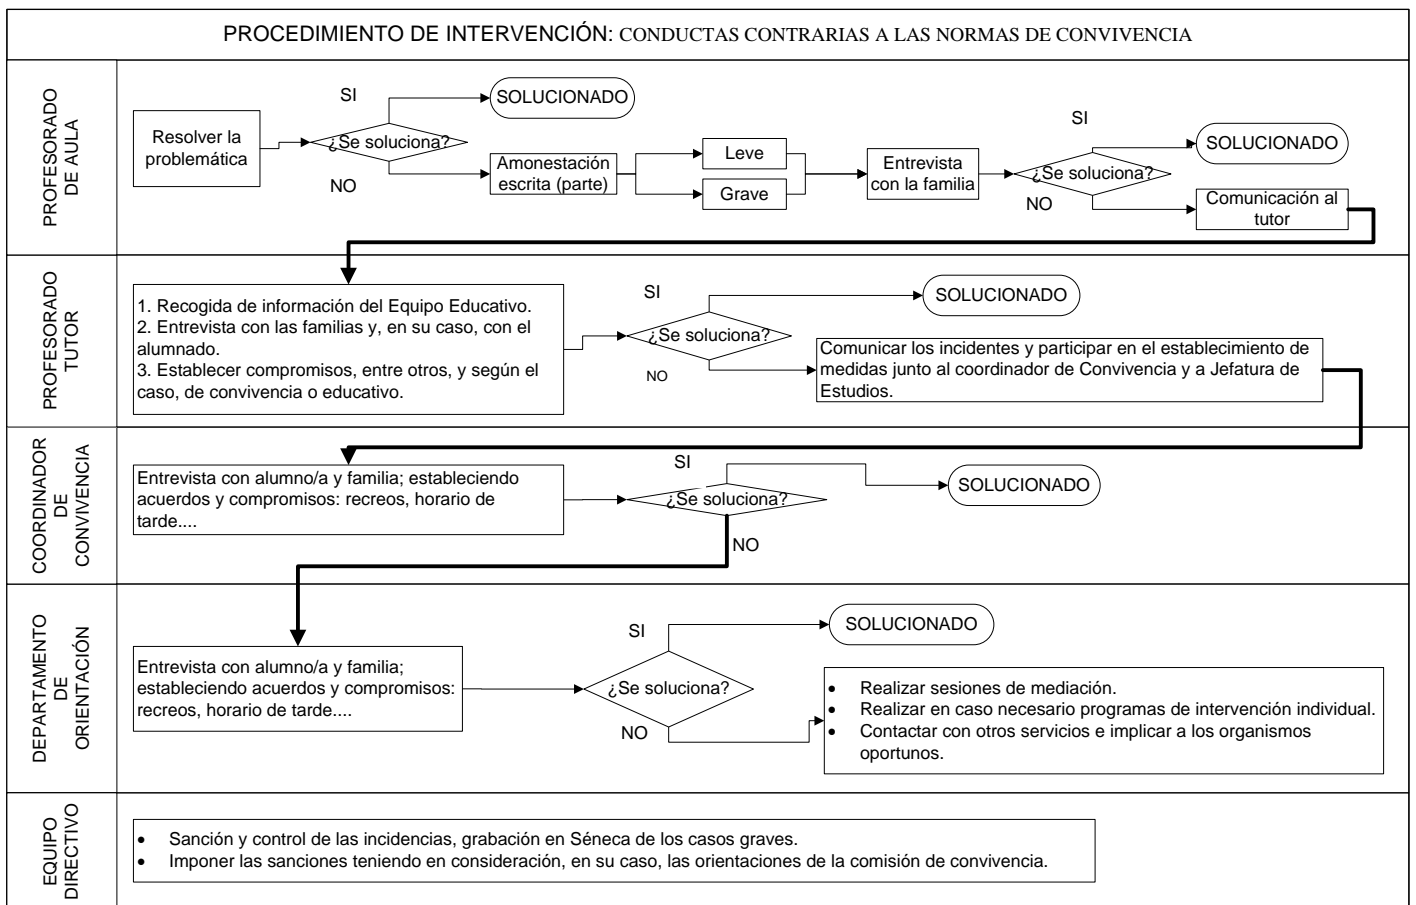 PROCEDIMIENTO DE INTERVENCIÓN: CONDUCTAS CONTRARIAS A LAS NORMAS DE CONVIVENCIA
PROFESORADO
DE AULA
Resolver la
problemática
¿Se soluciona?
SI
SOLUCIONADO
NO
Amonestación
escrita (parte)
Leve
Grave
Entrevista
con la familia
¿Se soluciona?
SI
SOLUCIONADO
NO
Comunicación al
tutor
PROFESORADO
TUTOR
1. Recogida de información del Equipo Educativo.
2. Entrevista con las familias y, en su caso, con el
alumnado.
3. Establecer compromisos, entre otros, y según el
caso, de convivencia o educativo.
¿Se soluciona?
SI
SOLUCIONADO
NO
Comunicar los incidentes y participar en el establecimiento de
medidas junto al coordinador de Convivencia y a Jefatura de
Estudios.
COORDINADOR
DE
CONVIVENCIA
Entrevista con alumno/a y familia; estableciendo
acuerdos y compromisos: recreos, horario de
tarde....
¿Se soluciona?
SI
SOLUCIONADO
NO
DEPARTAMENTO
DE
ORIENTACIÓN
Entrevista con alumno/a y familia;
estableciendo acuerdos y compromisos:
recreos, horario de tarde....
¿Se soluciona?
SI
SOLUCIONADO
NO
• Realizar sesiones de mediación.
• Realizar en caso necesario programas de intervención individual.
• Contactar con otros servicios e implicar a los organismos
oportunos.
EQUIPO
DIRECTIVO
• Sanción y control de las incidencias, grabación en Séneca de los casos graves.
• Imponer las sanciones teniendo en consideración, en su caso, las orientaciones de la comisión de convivencia.